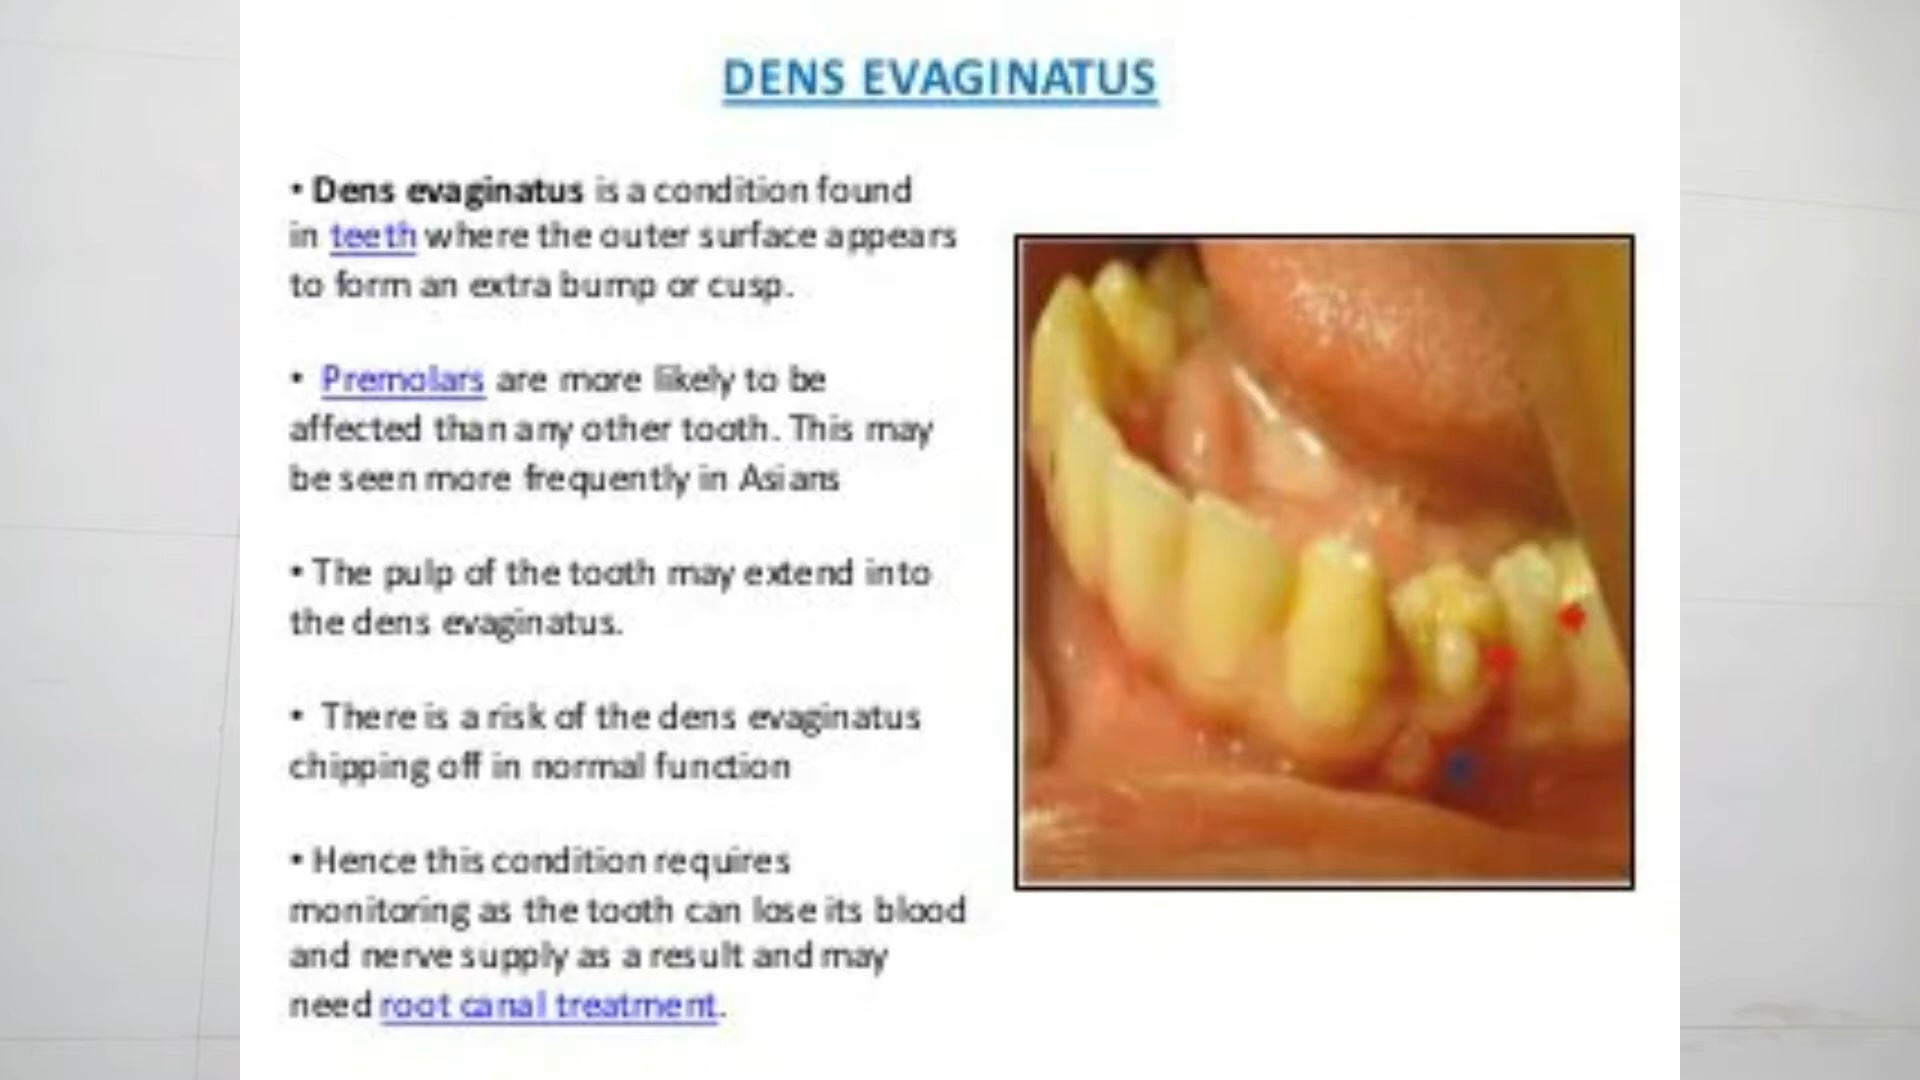 DENS EVAGINATUS
• Dens evaginatus is a condition found
in teeth where the outer surface appears
to form an extra bump or cusp.
• Premolars are more likely to be
affected than any other tooth. This may
be seen more frequently in Asians
• The pulp of the tooth may extend into
the dens evaginatus.
• There is a risk of the dens evaginatus
chipping off in normal function
• Hence this condition requires
monitoring as the tooth can lose its blood
and nerve supply as a result and may
need root canal treatment.